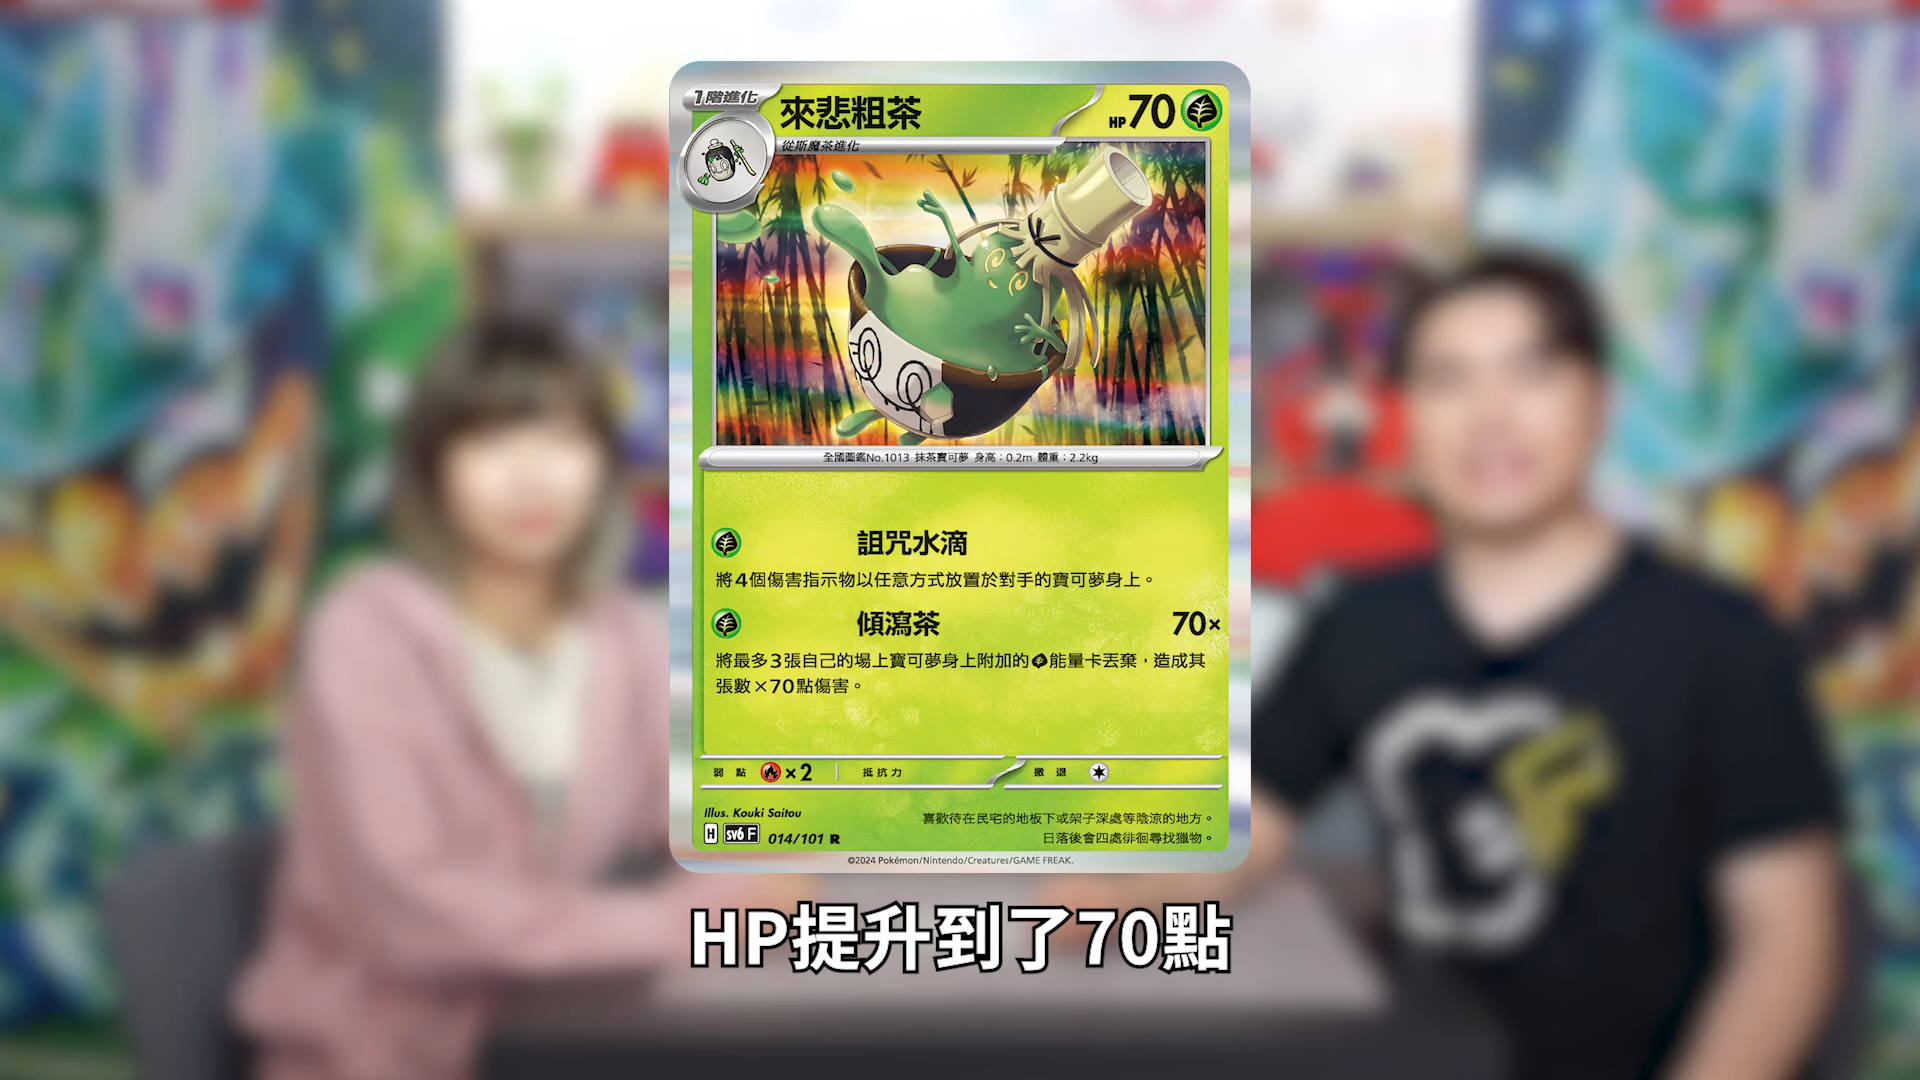 1階進化
來悲粗茶
HP70
從斯魔茶進化
全國圖鑑No.1013 抹茶寶可夢 身高：0.2m 體重：2.2kg
詛咒水滴
將4個傷害指示物以任意方式放置於對手的寶可夢身上。
傾瀉茶 70×
將最多3張自己的場上寶可夢身上附加的能量卡丟棄，造成其
張數×70點傷害。
弱點 ×2 抵抗力 撤退
Illus. Kouki Saitou
喜歡待在民宅的地板下或架子深處等陰涼的地方。
日落後會四處徘徊尋找獵物。
H sv6 F 014/101 R
©2024 Pokémon/Nintendo/Creatures/GAME FREAK.
HP提升到了70點